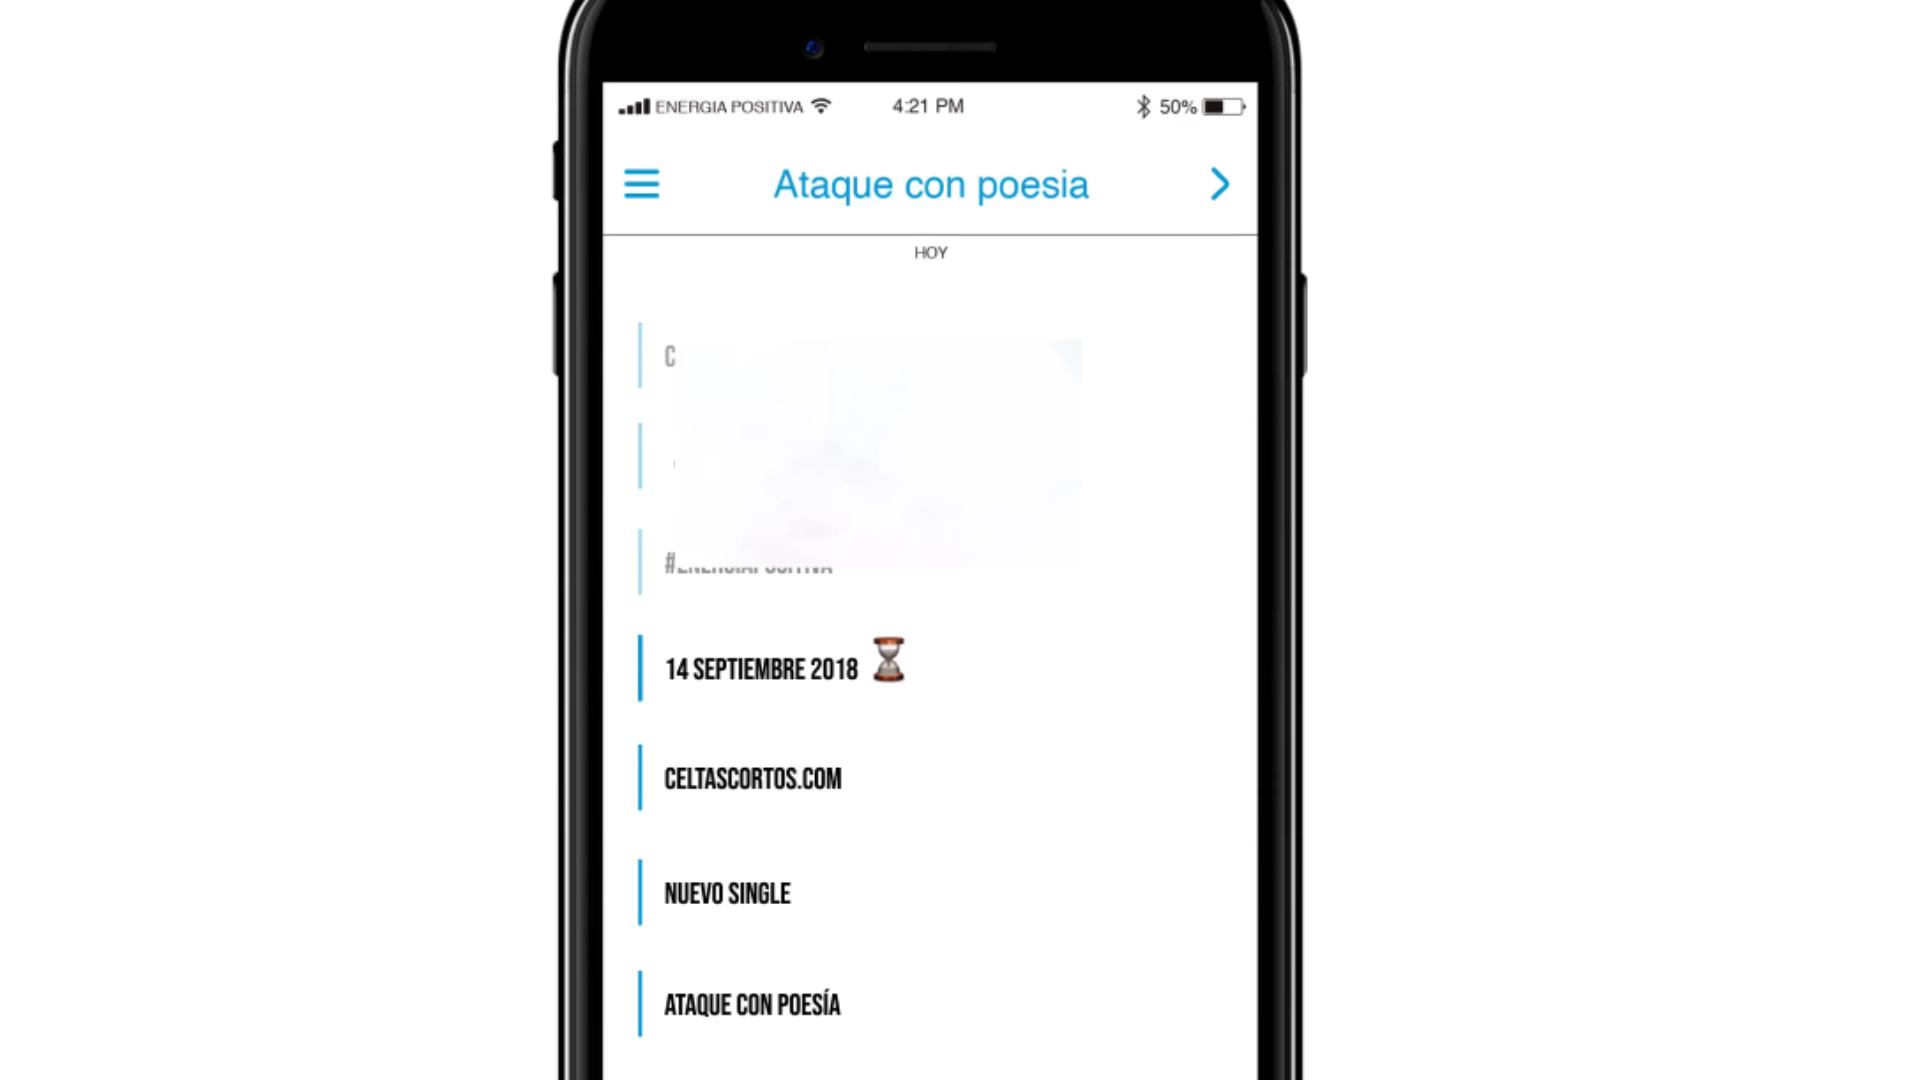 ENERGIA POSITIVA
4:21 PM
50%
Ataque con poesia
HOY
C
#ENERGIAPOSITIVA
14 SEPTIEMBRE 2018
CELTASCORTOS.COM
NUEVO SINGLE
ATAQUE CON POESÍA